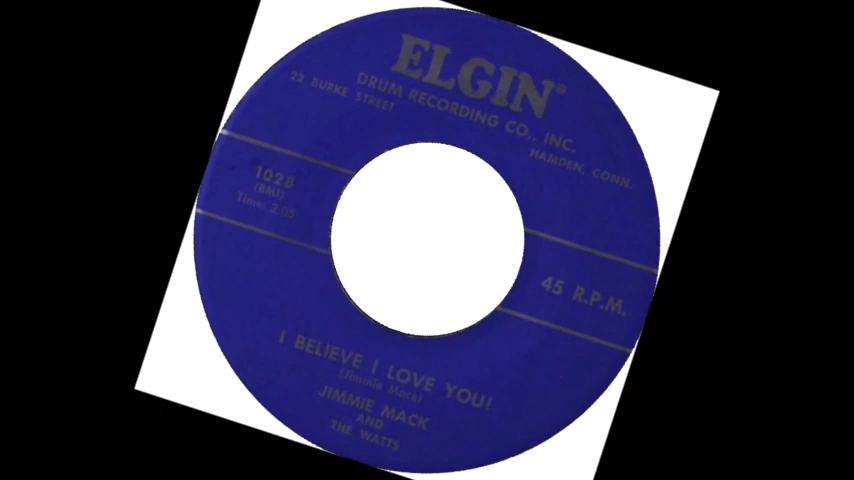 ELGIN®
DRUM RECORDING CO., INC.
22 BURKE STREET
HAMDEN, CONN.
1028
(BMI)
Time: 2:05
45 R.P.M.
I BELIEVE I LOVE YOU!
(Jimmie Mack)
JIMMIE MACK
AND
THE WATTS